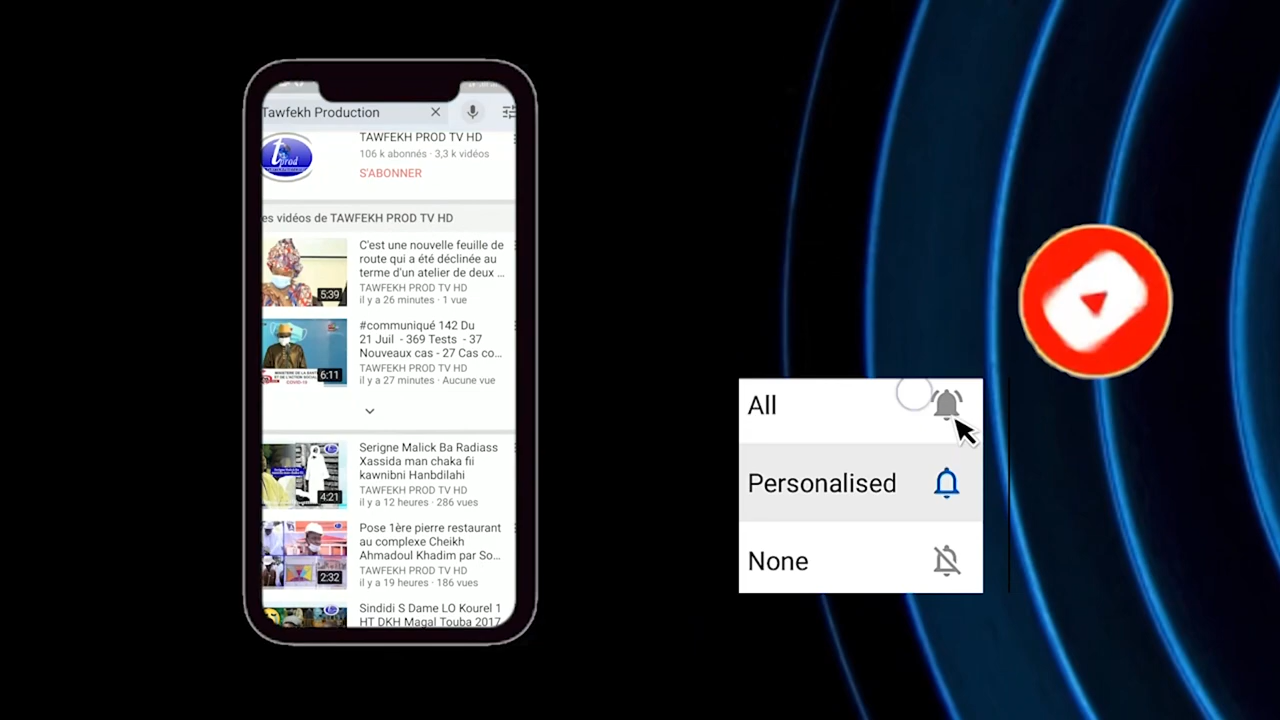 Tawfekh Production
TAWFEKH PROD TV HD
106 k abonnés · 3,3 k vidéos
S'ABONNER
prod
es vidéos de TAWFEKH PROD TV HD
C'est une nouvelle feuille de
route qui a été déclinée au
terme d'un atelier de deux ...
TAWFEKH PROD TV HD
il y a 26 minutes · 1 vue
5:39
#communiqué 142 Du
21 Juil - 369 Tests - 37
Nouveaux cas - 27 Cas co...
TAWFEKH PROD TV HD
il y a 27 minutes · Aucune vue
6:11
Serigne Malick Ba Radiass
Xassida man chaka fii
kawnibni Hanbdilahi
TAWFEKH PROD TV HD
il y a 12 heures · 286 vues
4:21
Pose 1ère pierre restaurant
au complexe Cheikh
Ahmadoul Khadim par So...
TAWFEKH PROD TV HD
il y a 19 heures · 186 vues
2:32
Sindidi S Dame LO Kourel 1
HT DKH Magal Touba 2017
All
Personalised
None